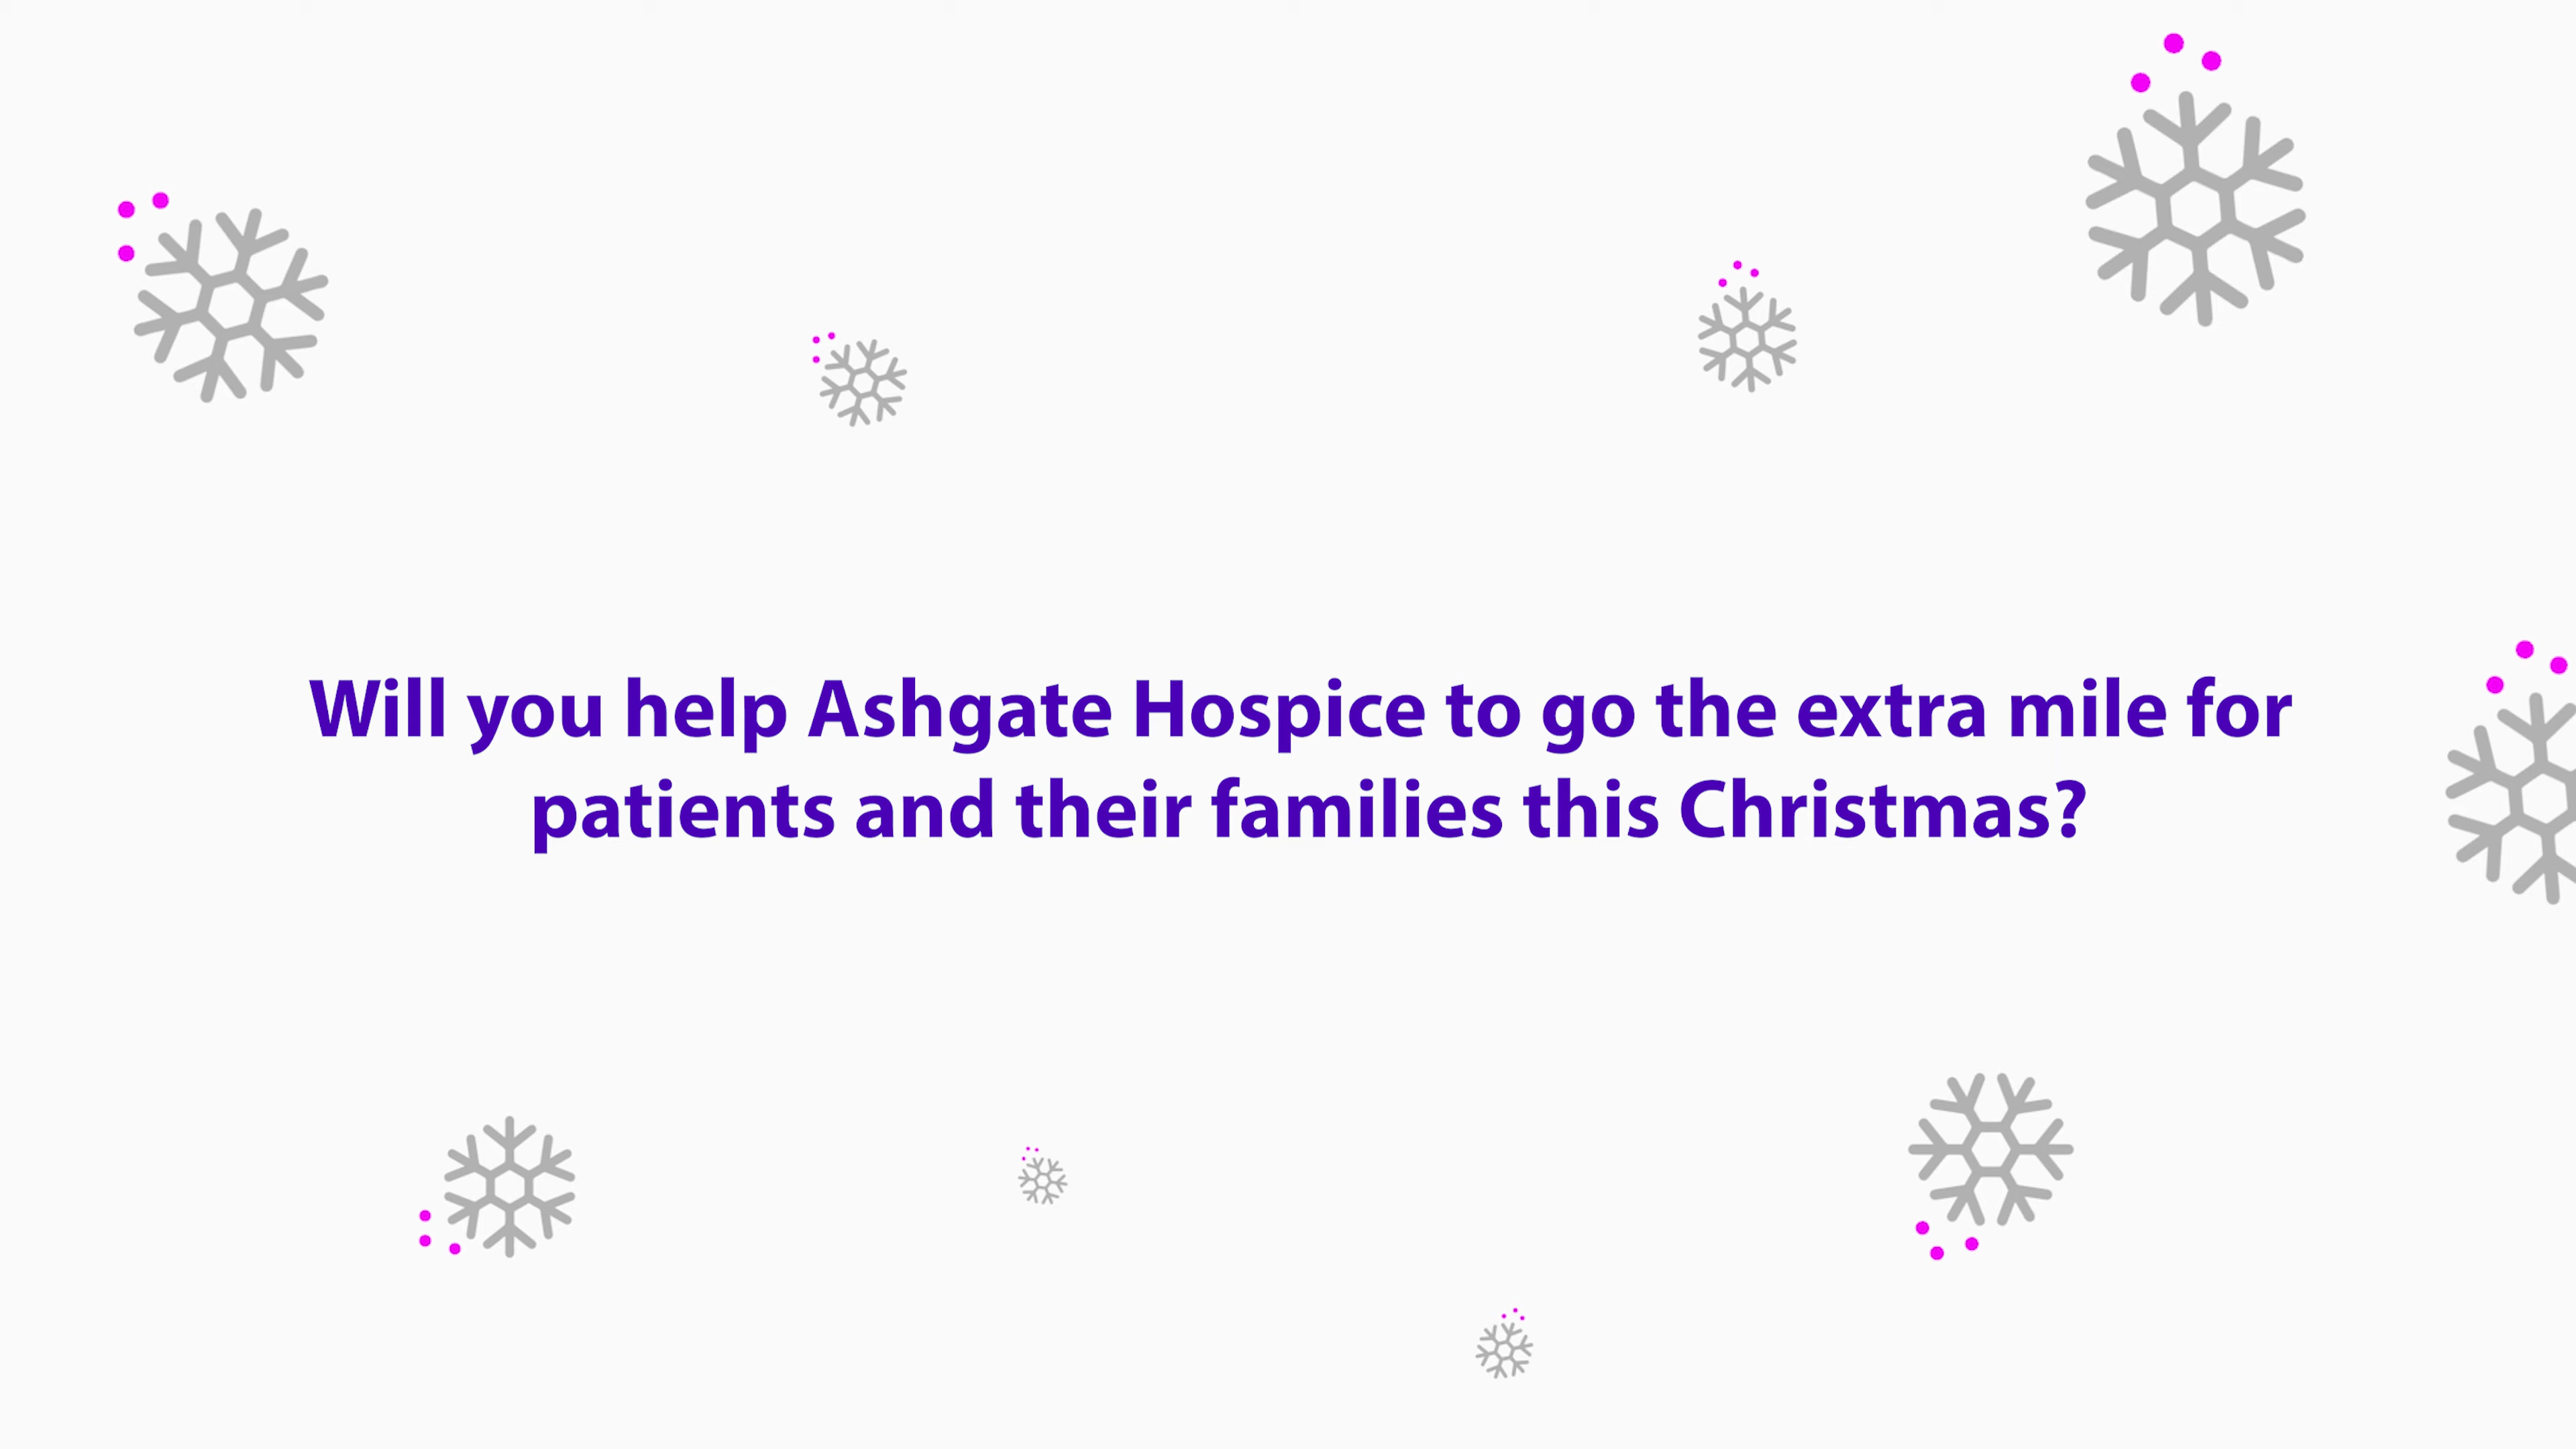 Will you help Ashgate Hospice to go the extra mile for
patients and their families this Christmas?